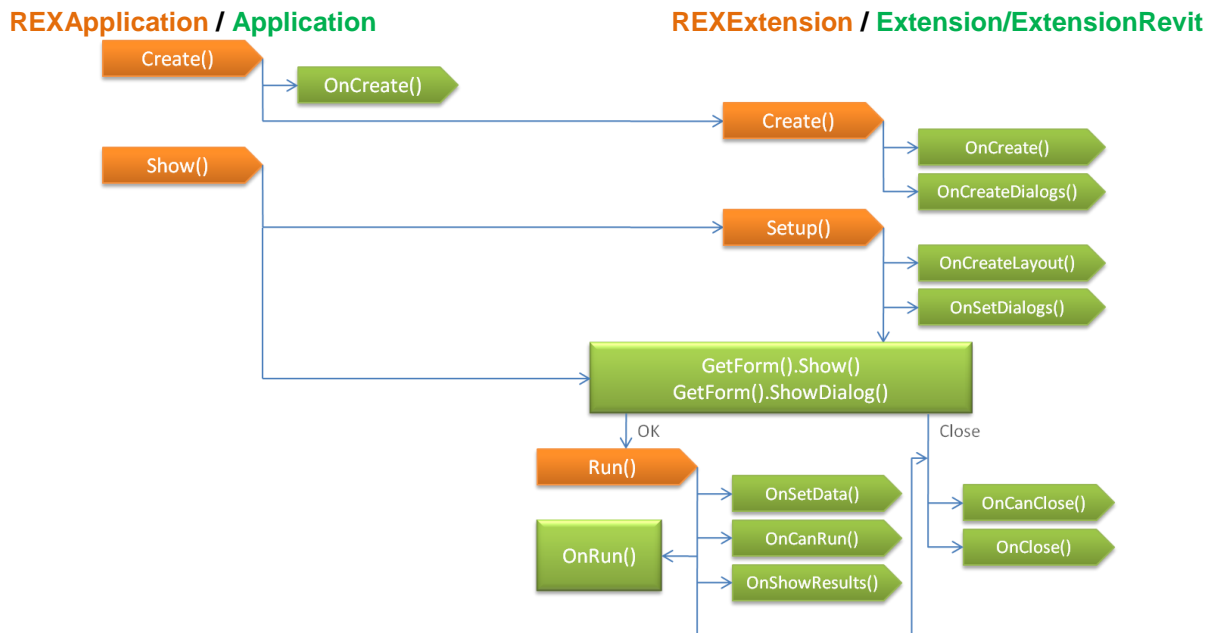 REXApplication / Application
REXExtension / Extension/ExtensionRevit
Create()
OnCreate()
Create()
OnCreate()
Show()
OnCreateDialogs()
Setup()
OnCreateLayout()
OnSetDialogs()
GetForm().Show()
GetForm().ShowDialog()
OK
Close
Run()
OnSetData()
OnCanClose()
OnCanRun()
OnRun()
OnClose()
OnShowResults()